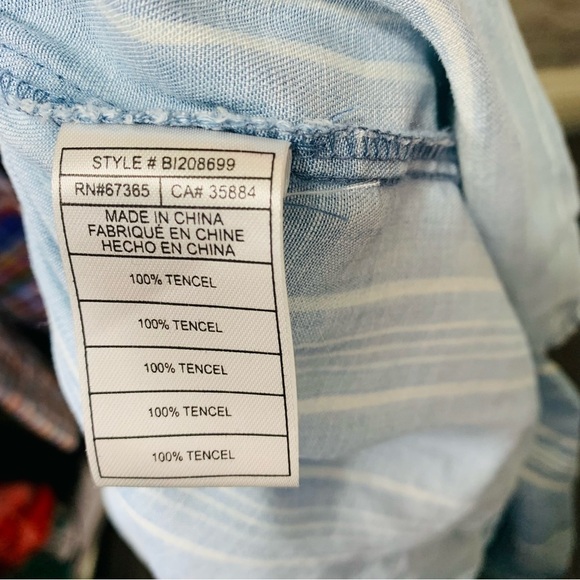 STYLE # BI208699
RN#67365 CA# 35884
MADE IN CHINA
FABRIQUÉ EN CHINE
HECHO EN CHINA
100% TENCEL
100% TENCEL
100% TENCEL
100% TENCEL
100% TENCEL